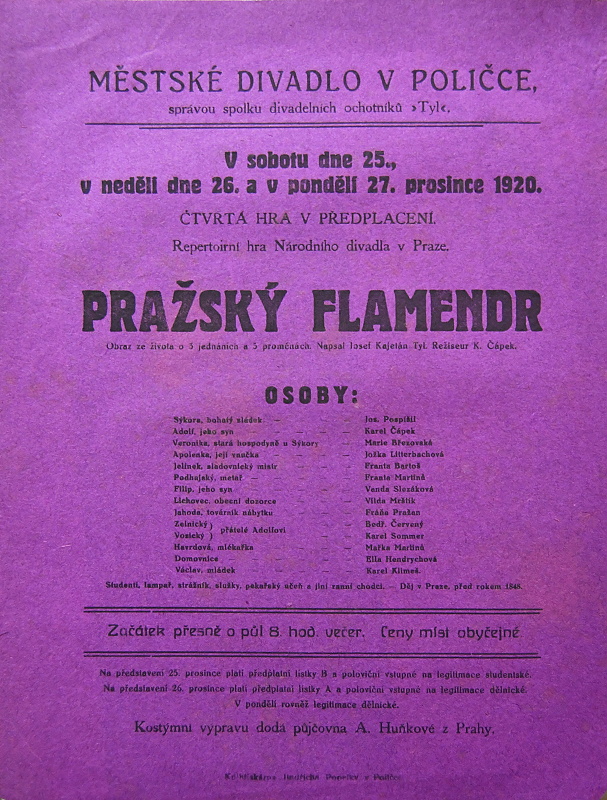 MĚSTSKÉ DIVADLO V POLIČCE,
správou spolku divadelních ochotníků »Tyl«.
V sobotu dne 25.,
v neděli dne 26. a v pondělí 27. prosince 1920.
ČTVRTÁ HRA V PŘEDPLACENÍ.
Repertoirní hra Národního divadla v Praze.
PRAŽSKÝ FLAMENDR
Obraz ze života o 3 jednáních a 5 proměnách. Napsal Josef Kajetán Tyl. Režiseur K. Čápek.
OSOBY:
Sýkora, bohatý sládek — — — Jos. Pospíšil
Adolf, jeho syn — — — — Karel Čápek
Veronika, stará hospodyně u Sýkory — Marie Březovská
Apolenka, její vnučka — — — Jožka Litterbachová
Jelínek, sladovnický mistr — — — Franta Bartoš
Podhajský, metař — — — — Franta Martinů
Filip, jeho syn — — — — Venda Slezáková
Lichovec, obecní dozorce — — — Vilda Mrštík
Jahoda, továrník nábytku — — — Fráňa Pražan
Zelnický ) přátelé Adolfovi — — Bedř. Červený
Vozický ) — — Karel Sommer
Havrdová, mlékařka — — — Mařka Martinů
Domovnice — — — — Ella Hendrychová
Václav, mládek — — — — Karel Klimeš.
Studenti, lampář, strážník, služky, pekařský učeň a jiní ranní chodci. — Děj v Praze, před rokem 1848.
Začátek přesně o půl 8. hod. večer. Ceny míst obyčejné.
Na představení 25. prosince platí předplatní lístky B a poloviční vstupné na legitimace studentské.
Na představení 26. prosince platí předplatní lístky A a poloviční vstupné na legitimace dělnické.
V pondělí rovněž legitimace dělnické.
Kostýmní výpravu dodá půjčovna A. Huňkové z Prahy.
Knihtiskárna Jindřicha v Poličce